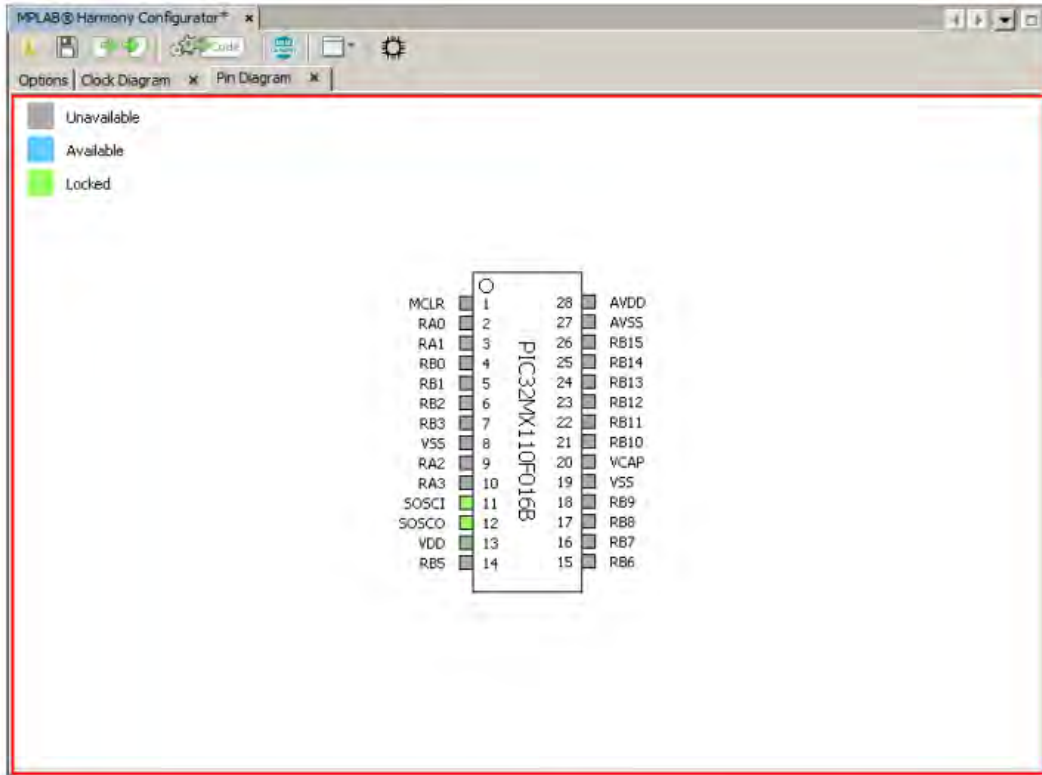 MPLAB® Harmony Configurator*
Code
Options Clock Diagram Pin Diagram
Unavailable
Available
Locked
MCLR 1 28 AVDD
RA0 2 27 AVSS
RA1 3 26 RB15
RB0 4 25 RB14
RB1 5 24 RB13
RB2 6 23 RB12
RB3 7 22 RB11
VSS 8 21 RB10
RA2 9 20 VCAP
RA3 10 19 VSS
SOSCI 11 18 RB9
SOSCO 12 17 RB8
VDD 13 16 RB7
RB5 14 15 RB6
PIC32MX110F016B